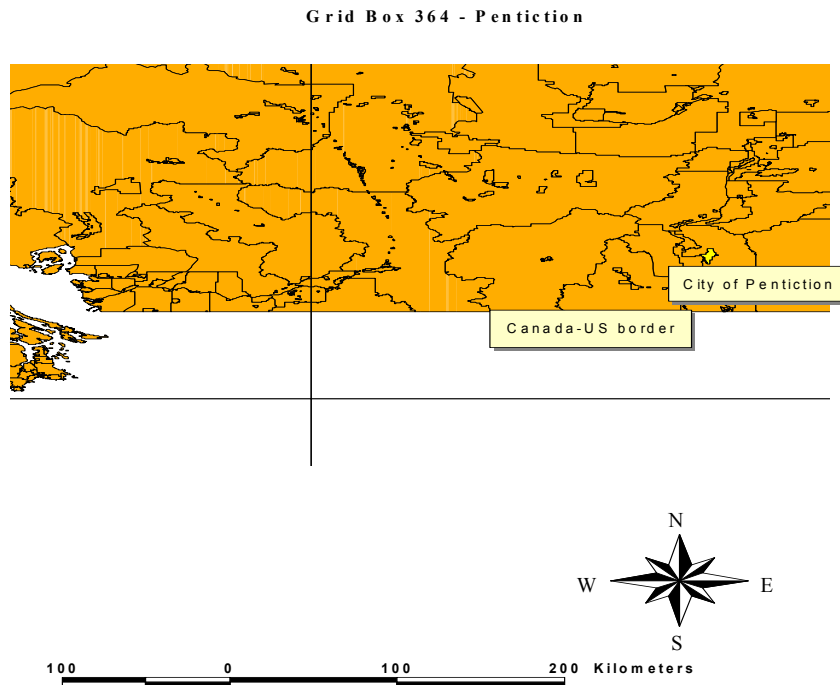 Grid Box 364 - Pentiction
City of Pentiction
Canada-US border
N
W E
S
100 0 100 200 Kilometers